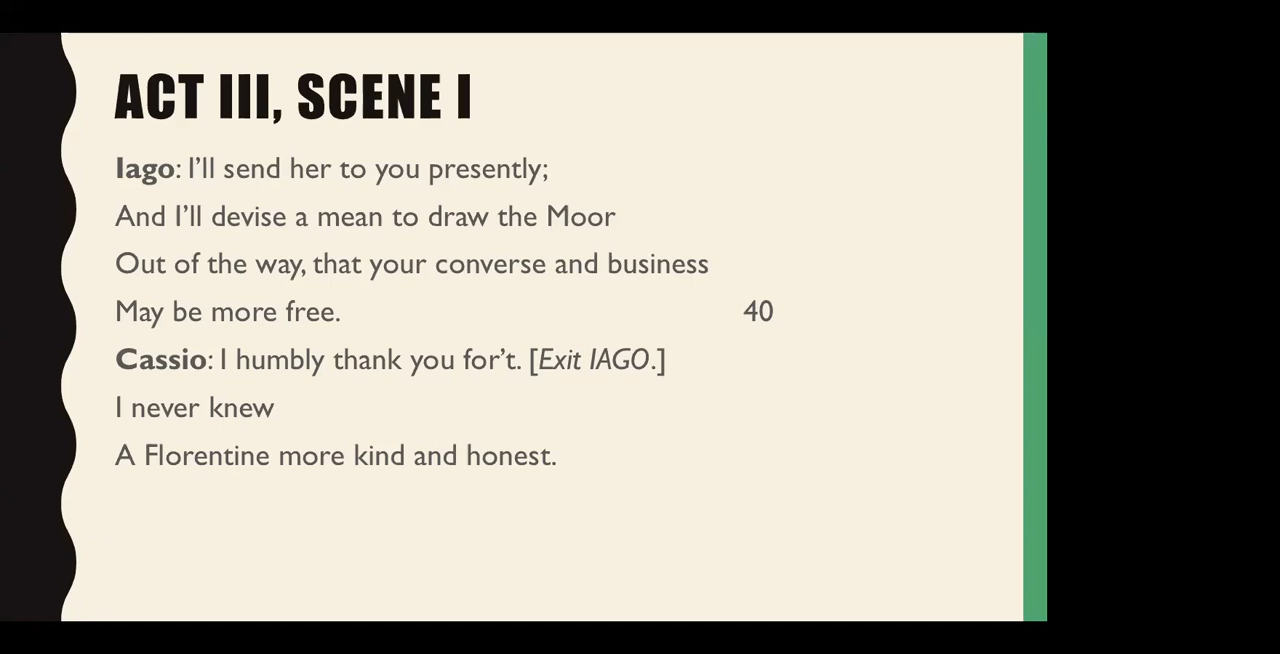 ACT III, SCENE I
Iago: I’ll send her to you presently;
And I’ll devise a mean to draw the Moor
Out of the way, that your converse and business
May be more free. 40
Cassio: I humbly thank you for’t. [Exit IAGO.]
I never knew
A Florentine more kind and honest.